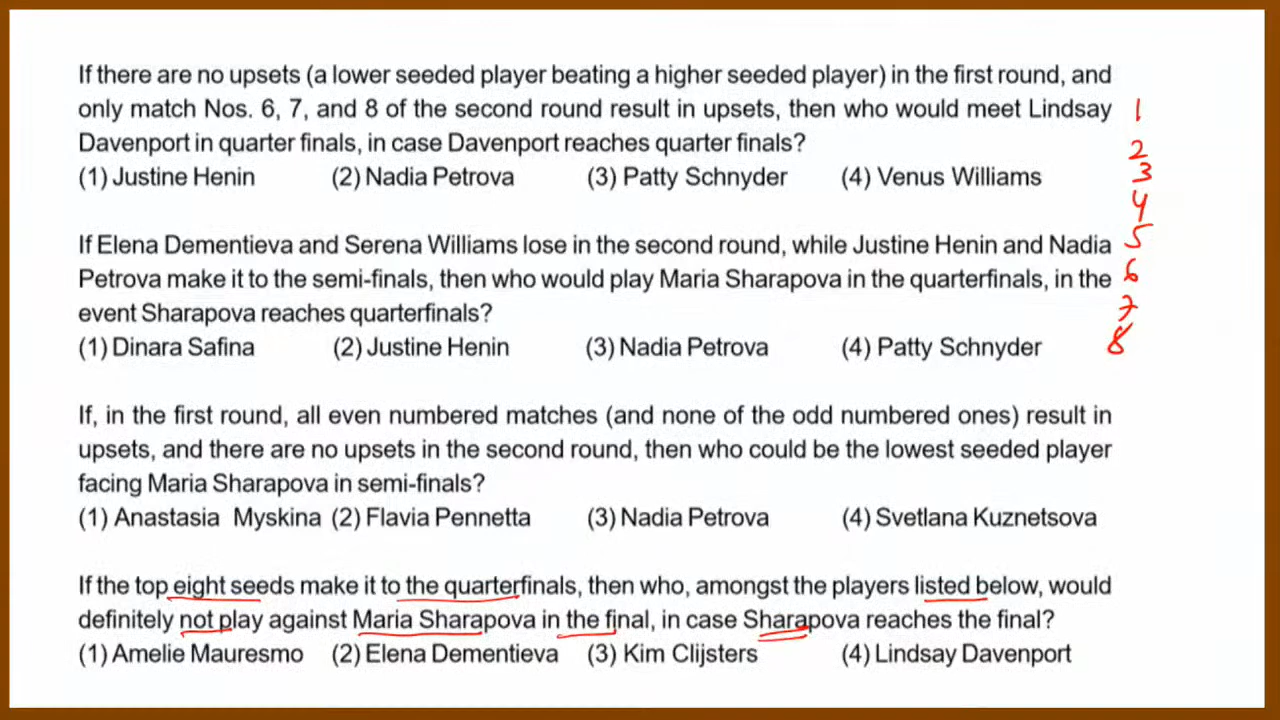 If there are no upsets (a lower seeded player beating a higher seeded player) in the first round, and
only match Nos. 6, 7, and 8 of the second round result in upsets, then who would meet Lindsay
Davenport in quarter finals, in case Davenport reaches quarter finals?
(1) Justine Henin (2) Nadia Petrova (3) Patty Schnyder (4) Venus Williams
If Elena Dementieva and Serena Williams lose in the second round, while Justine Henin and Nadia
Petrova make it to the semi-finals, then who would play Maria Sharapova in the quarterfinals, in the
event Sharapova reaches quarterfinals?
(1) Dinara Safina (2) Justine Henin (3) Nadia Petrova (4) Patty Schnyder
If, in the first round, all even numbered matches (and none of the odd numbered ones) result in
upsets, and there are no upsets in the second round, then who could be the lowest seeded player
facing Maria Sharapova in semi-finals?
(1) Anastasia Myskina (2) Flavia Pennetta (3) Nadia Petrova (4) Svetlana Kuznetsova
If the top eight seeds make it to the quarterfinals, then who, amongst the players listed below, would
definitely not play against Maria Sharapova in the final, in case Sharapova reaches the final?
(1) Amelie Mauresmo (2) Elena Dementieva (3) Kim Clijsters (4) Lindsay Davenport
1
2
3
4
5
6
7
8